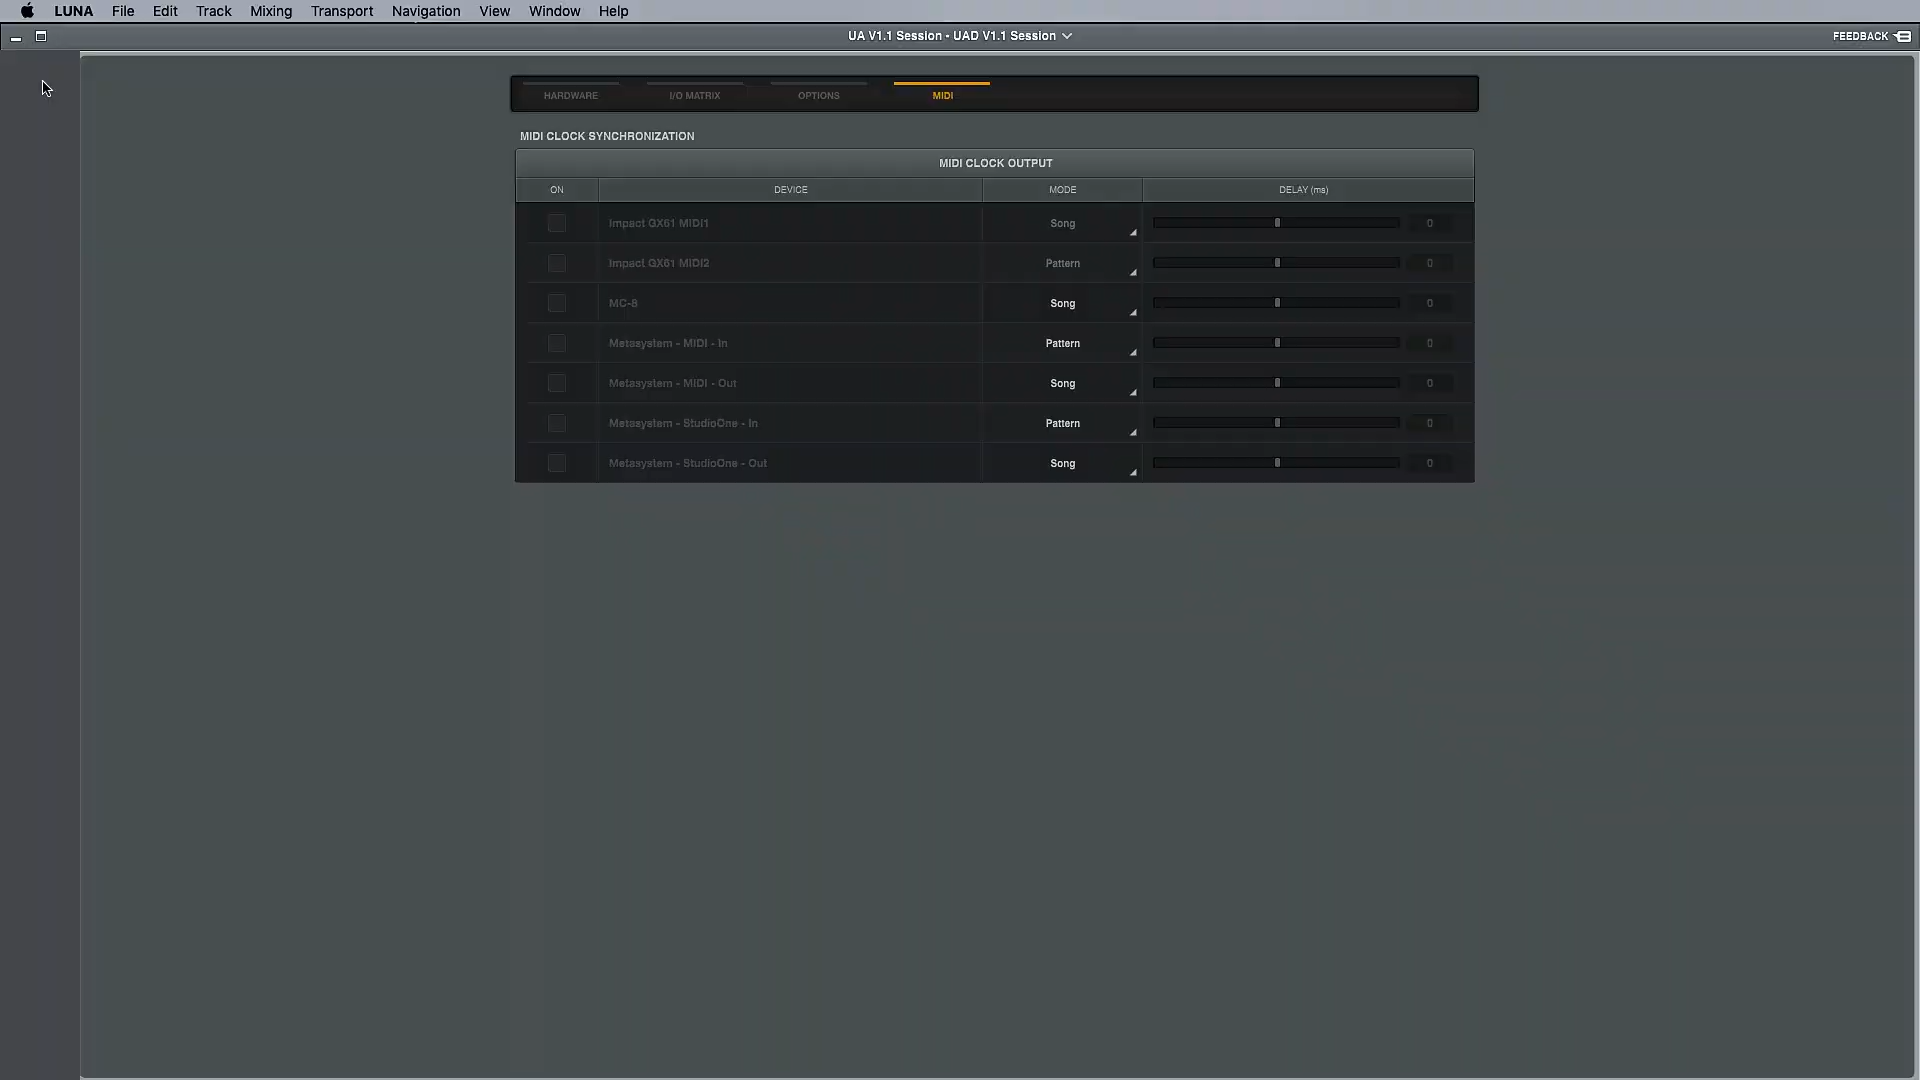 LUNA File Edit Track Mixing Transport Navigation View Window Help
UA V1.1 Session - UAD V1.1 Session
FEEDBACK
HARDWARE I/O MATRIX OPTIONS MIDI
MIDI CLOCK SYNCHRONIZATION
MIDI CLOCK OUTPUT
ON DEVICE MODE DELAY (ms)
Impact GX61 MIDI1 Song 0
Impact GX61 MIDI2 Pattern 0
MC-8 Song 0
Metasystem - MIDI - In Pattern 0
Metasystem - MIDI - Out Song 0
Metasystem - StudioOne - In Pattern 0
Metasystem - StudioOne - Out Song 0